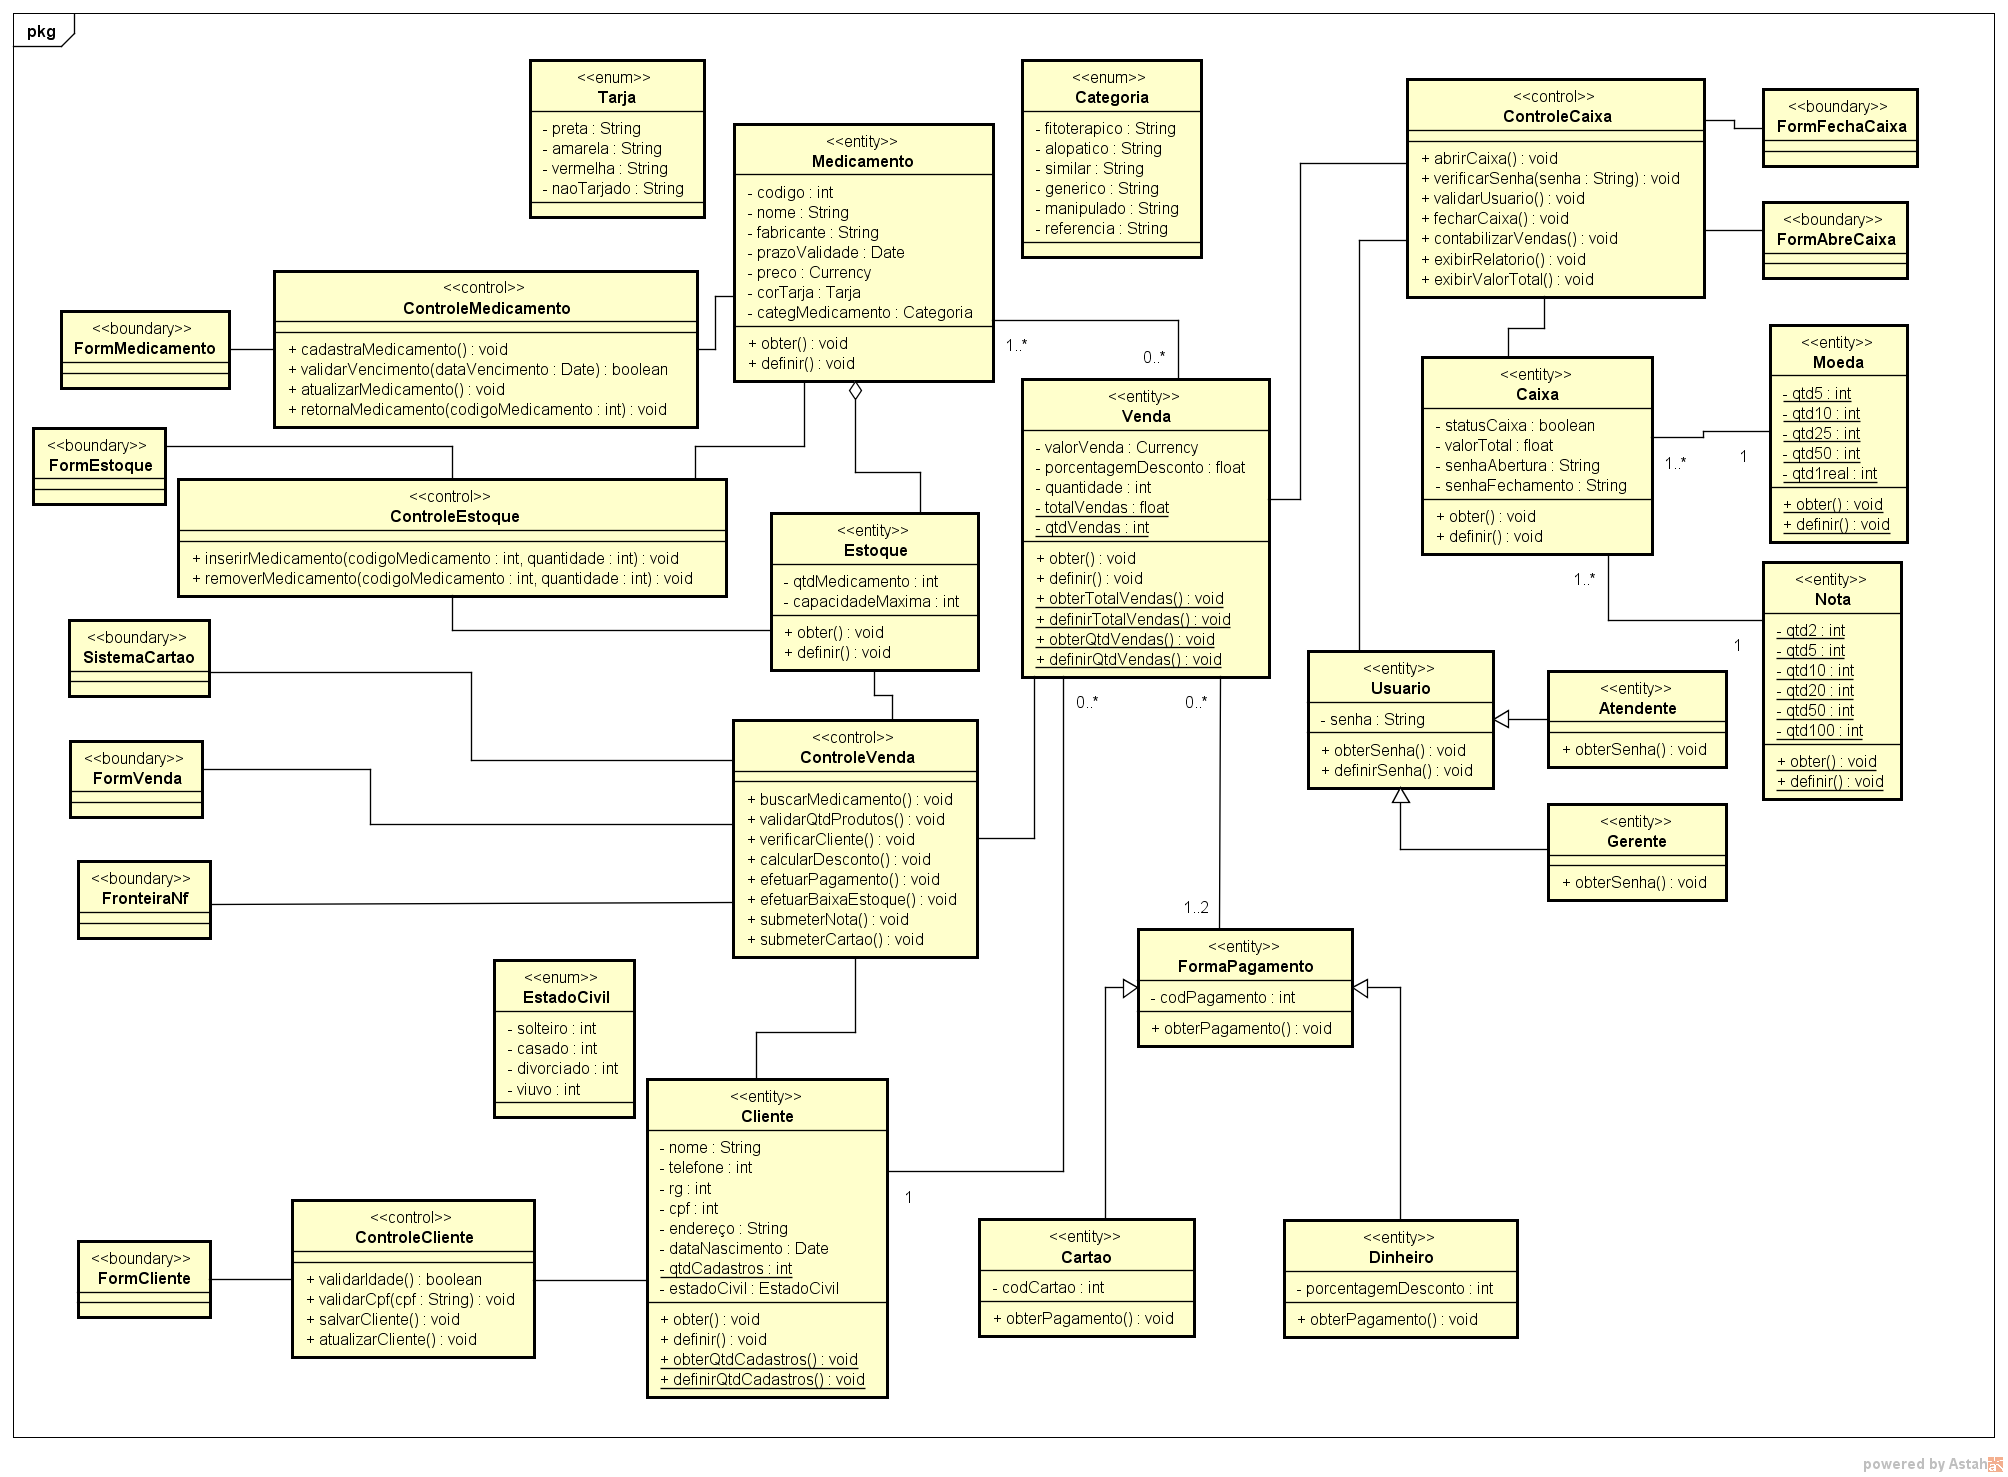 pkg
<<enum>>
Tarja
- preta : String
- amarela : String
- vermelha : String
- naoTarjado : String
<<entity>>
Medicamento
- codigo : int
- nome : String
- fabricante : String
- prazoValidade : Date
- preco : Currency
- corTarja : Tarja
- categMedicamento : Categoria
+ obter() : void
+ definir() : void
<<enum>>
Categoria
- fitoterapico : String
- alopatico : String
- similar : String
- generico : String
- manipulado : String
- referencia : String
<<control>>
ControleCaixa
+ abrirCaixa() : void
+ verificarSenha(senha : String) : void
+ validarUsuario() : void
+ fecharCaixa() : void
+ contabilizarVendas() : void
+ exibirRelatorio() : void
+ exibirValorTotal() : void
<<boundary>>
FormFechaCaixa
<<boundary>>
FormAbreCaixa
<<control>>
ControleMedicamento
+ cadastraMedicamento() : void
+ validarVencimento(dataVencimento : Date) : boolean
+ atualizarMedicamento() : void
+ retornaMedicamento(codigoMedicamento : int) : void
<<boundary>>
FormMedicamento
1..*
0..*
<<entity>>
Venda
- valorVenda : Currency
- porcentagemDesconto : float
- quantidade : int
- totalVendas : float
- qtdVendas : int
+ obter() : void
+ definir() : void
+ obterTotalVendas() : void
+ definirTotalVendas() : void
+ obterQtdVendas() : void
+ definirQtdVendas() : void
<<entity>>
Caixa
- statusCaixa : boolean
- valorTotal : float
- senhaAbertura : String
- senhaFechamento : String
+ obter() : void
+ definir() : void
1..*
1
<<entity>>
Moeda
- qtd5 : int
- qtd10 : int
- qtd25 : int
- qtd50 : int
- qtd1real : int
+ obter() : void
+ definir() : void
<<boundary>>
FormEstoque
<<control>>
ControleEstoque
+ inserirMedicamento(codigoMedicamento : int, quantidade : int) : void
+ removerMedicamento(codigoMedicamento : int, quantidade : int) : void
<<entity>>
Estoque
- qtdMedicamento : int
- capacidadeMaxima : int
+ obter() : void
+ definir() : void
1..*
1
<<entity>>
Nota
- qtd2 : int
- qtd5 : int
- qtd10 : int
- qtd20 : int
- qtd50 : int
- qtd100 : int
+ obter() : void
+ definir() : void
<<boundary>>
SistemaCartao
<<entity>>
Usuario
- senha : String
+ obterSenha() : void
+ definirSenha() : void
<<entity>>
Atendente
+ obterSenha() : void
<<entity>>
Gerente
+ obterSenha() : void
0..*
0..*
<<control>>
ControleVenda
+ buscarMedicamento() : void
+ validarQtdProdutos() : void
+ verificarCliente() : void
+ calcularDesconto() : void
+ efetuarPagamento() : void
+ efetuarBaixaEstoque() : void
+ submeterNota() : void
+ submeterCartao() : void
<<boundary>>
FormVenda
<<boundary>>
FronteiraNf
1..2
<<entity>>
FormaPagamento
- codPagamento : int
+ obterPagamento() : void
<<enum>>
EstadoCivil
- solteiro : int
- casado : int
- divorciado : int
- viuvo : int
<<entity>>
Cliente
- nome : String
- telefone : int
- rg : int
- cpf : int
- endereço : String
- dataNascimento : Date
- qtdCadastros : int
- estadoCivil : EstadoCivil
+ obter() : void
+ definir() : void
+ obterQtdCadastros() : void
+ definirQtdCadastros() : void
1
<<boundary>>
FormCliente
<<control>>
ControleCliente
+ validarIdade() : boolean
+ validarCpf(cpf : String) : void
+ salvarCliente() : void
+ atualizarCliente() : void
<<entity>>
Cartao
- codCartao : int
+ obterPagamento() : void
<<entity>>
Dinheiro
- porcentagemDesconto : int
+ obterPagamento() : void
powered by Astah